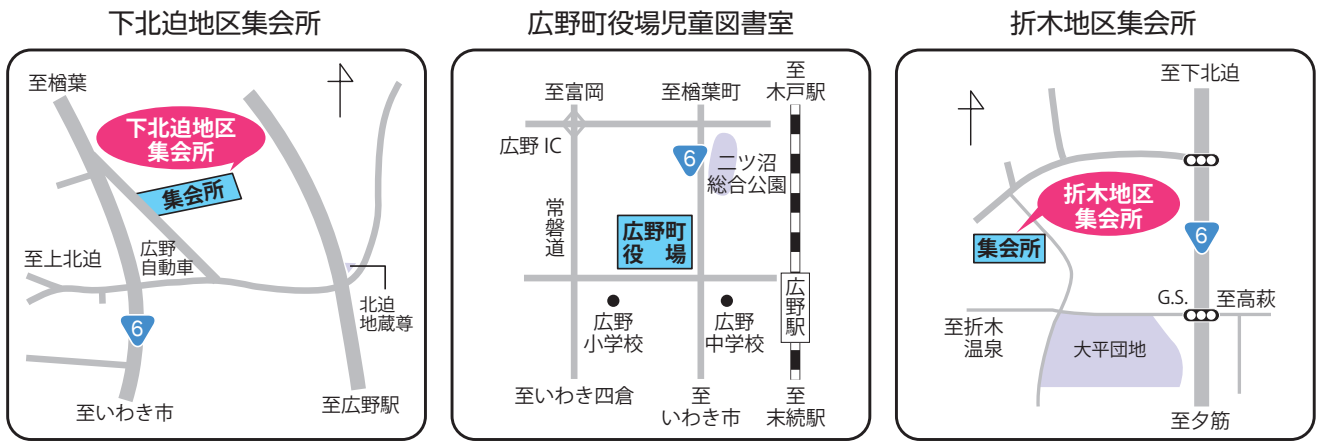 下北迫地区集会所
至楢葉
下北迫地区
集会所
集会所
至上北迫
広野
自動車
北迫
地蔵尊
6
至いわき市
至広野駅
広野町役場児童図書室
至富岡
至楢葉町
至
木戸駅
広野 IC
6
二ツ沼
総合公園
常磐道
広野町
役　場
広野
小学校
広野
中学校
広野駅
至いわき四倉
至
いわき市
至
末続駅
折木地区集会所
至下北迫
折木地区
集会所
集会所
6
G.S.
至高萩
至折木
温泉
大平団地
至夕筋